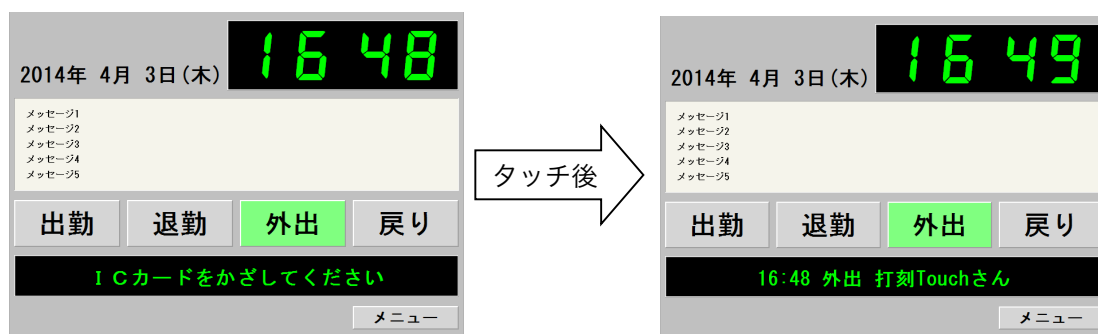 16 48
2014年 4月 3日(木)
メッセージ1
メッセージ2
メッセージ3
メッセージ4
メッセージ5
出勤 退勤 外出 戻り
ICカードをかざしてください
メニュー
タッチ後
16 49
2014年 4月 3日(木)
メッセージ1
メッセージ2
メッセージ3
メッセージ4
メッセージ5
出勤 退勤 外出 戻り
16:48 外出 打刻Touchさん
メニュー